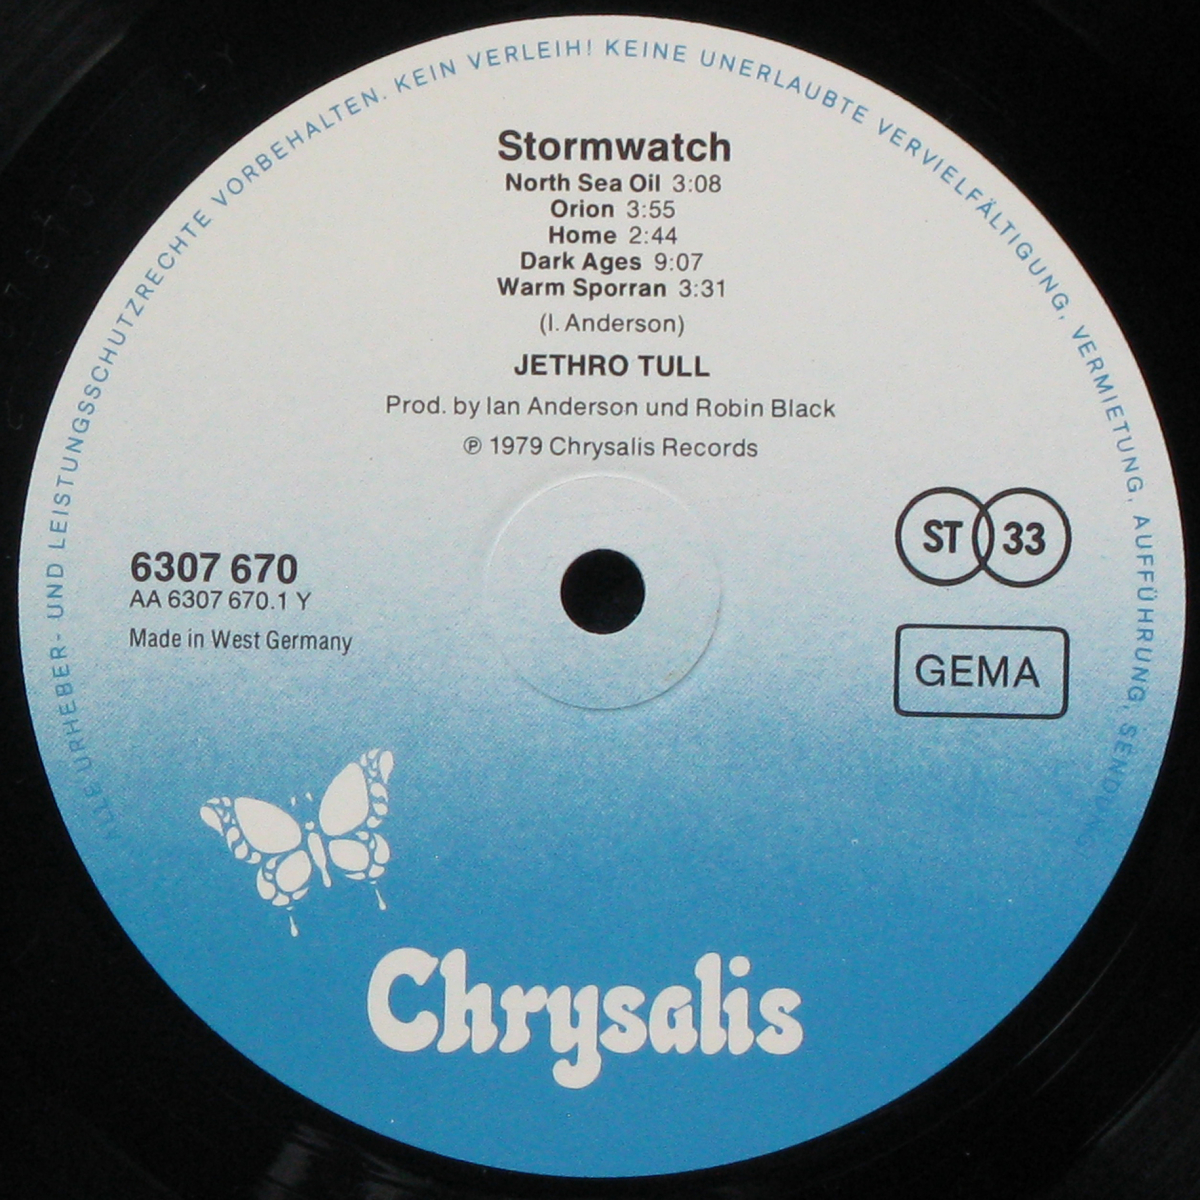 ALLE URHEBER- UND LEISTUNGSSCHUTZRECHTE VORBEHALTEN. KEIN VERLEIH! KEINE UNERLAUBTE VERVIELFÄLTIGUNG, VERMIETUNG, AUFFÜHRUNG, SENDUNG
Stormwatch
North Sea Oil 3:08
Orion 3:55
Home 2:44
Dark Ages 9:07
Warm Sporran 3:31
(I. Anderson)
JETHRO TULL
Prod. by Ian Anderson und Robin Black
℗ 1979 Chrysalis Records
ST 33
6307 670
AA 6307 670.1 Y
Made in West Germany
GEMA
Chrysalis